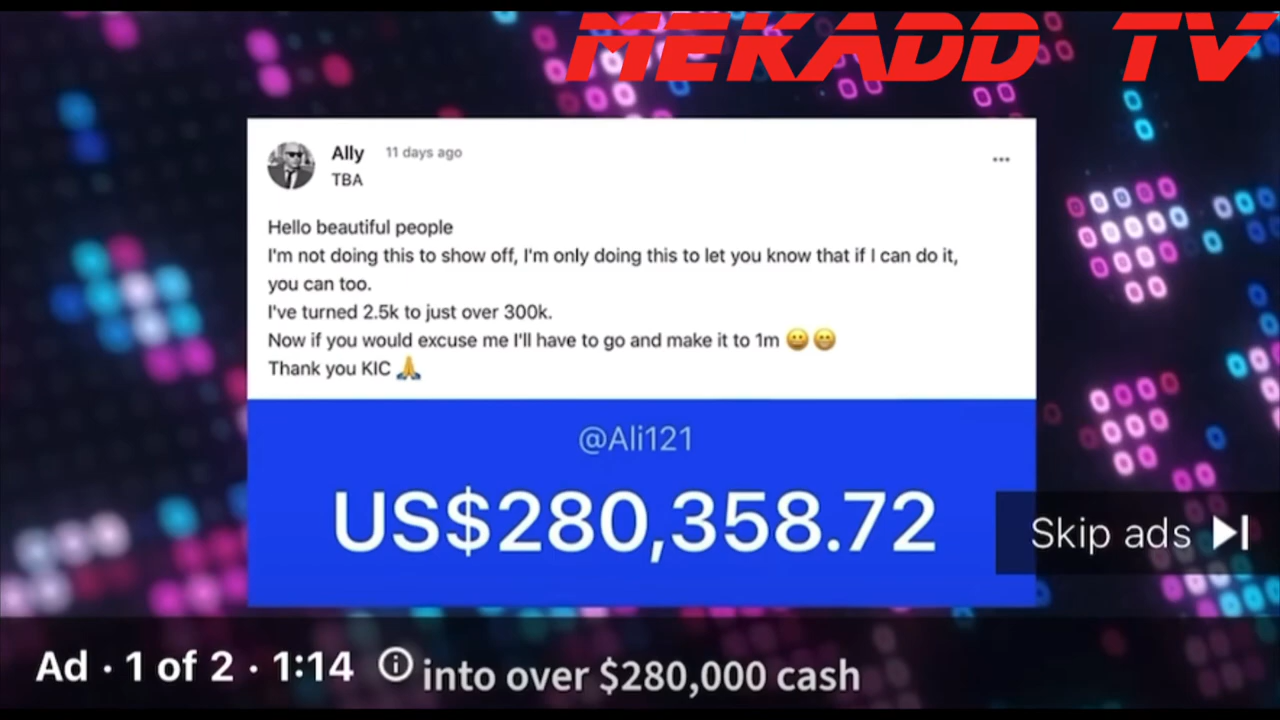 MEKADD TV
Ally 11 days ago
TBA
Hello beautiful people
I'm not doing this to show off, I'm only doing this to let you know that if I can do it,
you can too.
I've turned 2.5k to just over 300k.
Now if you would excuse me I'll have to go and make it to 1m 😀 😁
Thank you KIC 🙏
@Ali121
US$280,358.72
Skip ads
Ad · 1 of 2 · 1:14 into over $280,000 cash